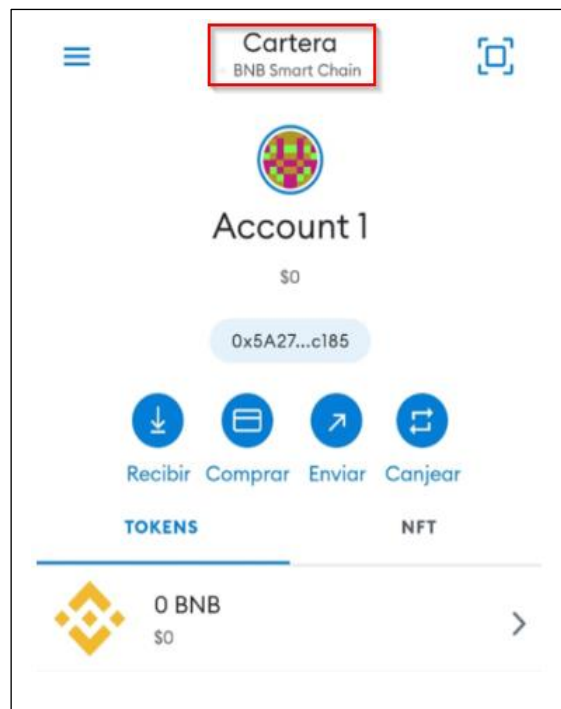 Cartera
BNB Smart Chain
Account 1
$0
0x5A27...c185
Recibir Comprar Enviar Canjear
TOKENS NFT
0 BNB
$0